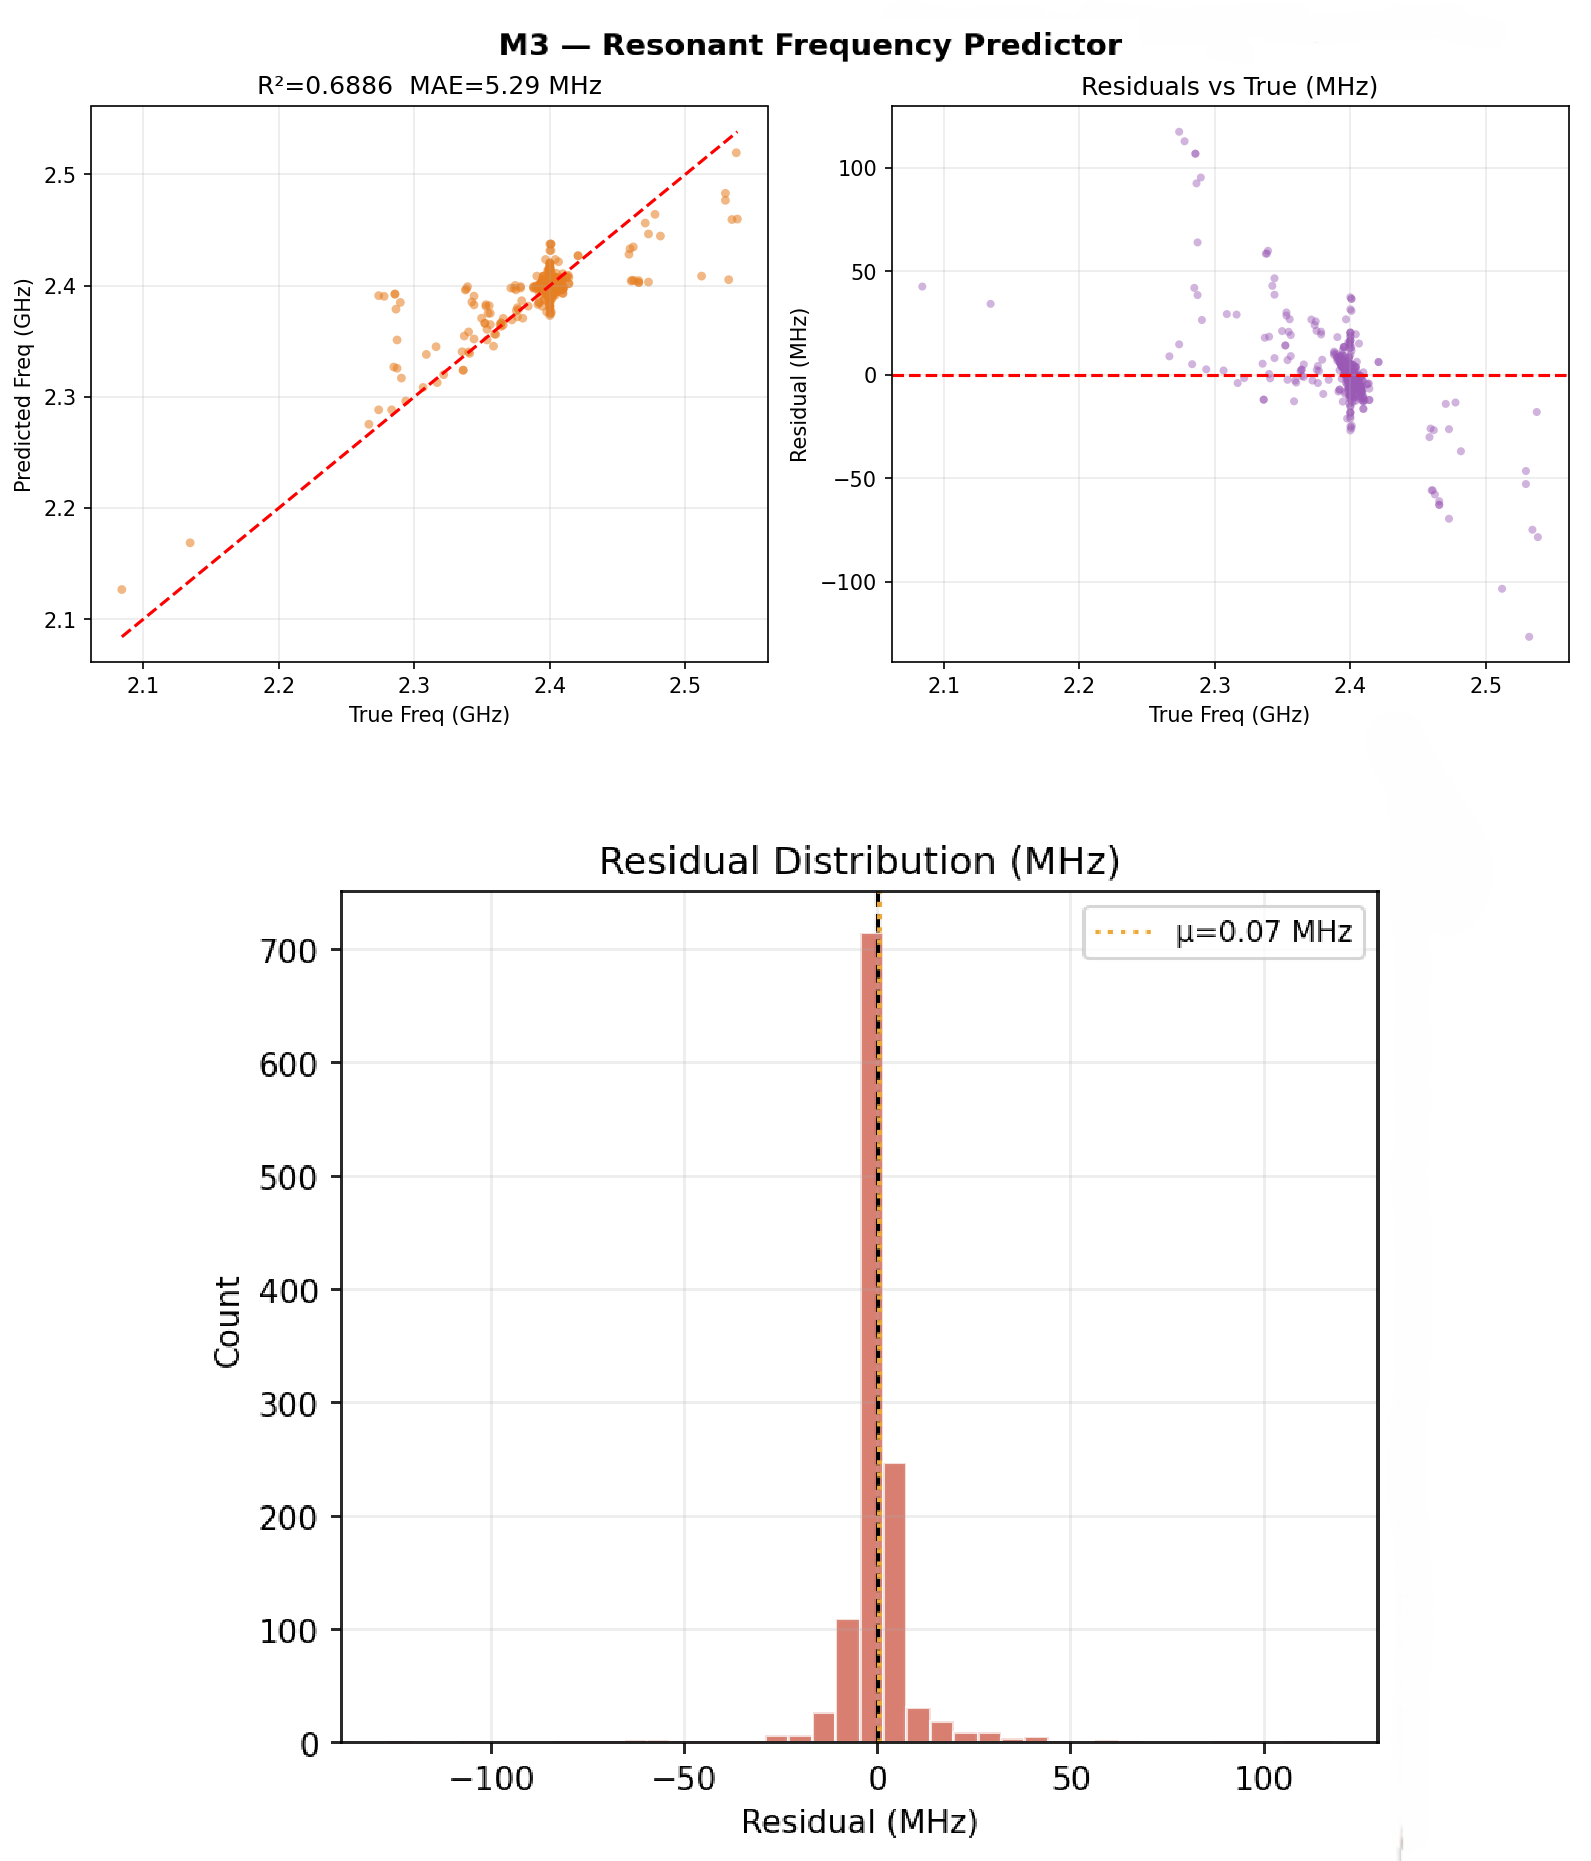 M3 — Resonant Frequency Predictor
R²=0.6886  MAE=5.29 MHz
Predicted Freq (GHz)
2.5
2.4
2.3
2.2
2.1
2.1 2.2 2.3 2.4 2.5
True Freq (GHz)
Residuals vs True (MHz)
Residual (MHz)
100
50
0
−50
−100
2.1 2.2 2.3 2.4 2.5
True Freq (GHz)
Residual Distribution (MHz)
μ=0.07 MHz
Count
700
600
500
400
300
200
100
0
−100 −50 0 50 100
Residual (MHz)